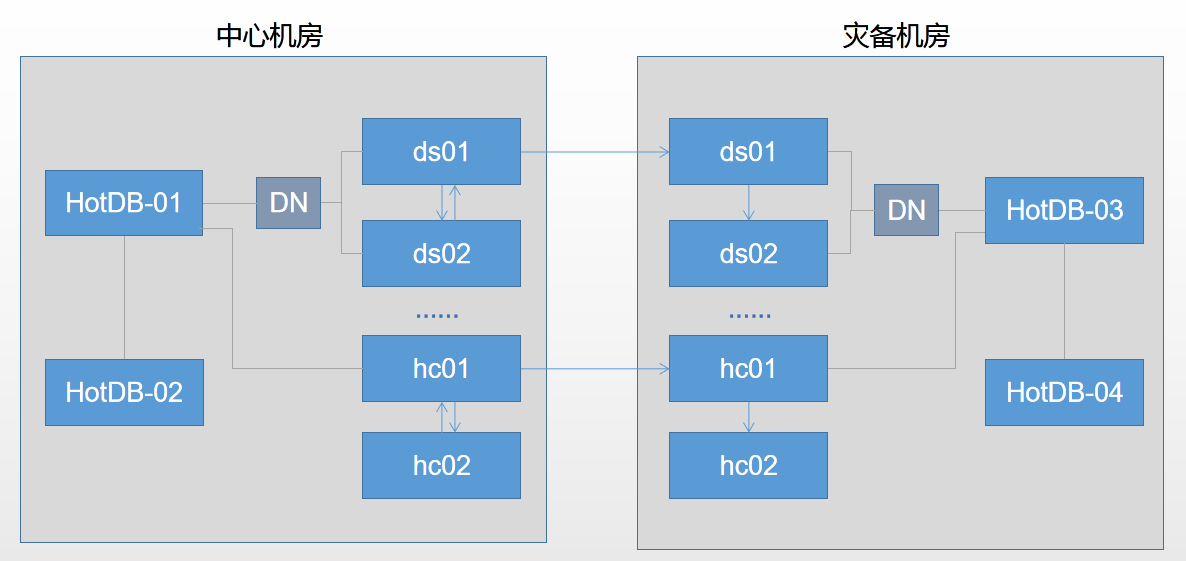 中心机房
灾备机房
ds01
ds01
HotDB-01
DN
DN
HotDB-03
ds02
ds02
······
······
hc01
hc01
HotDB-02
HotDB-04
hc02
hc02